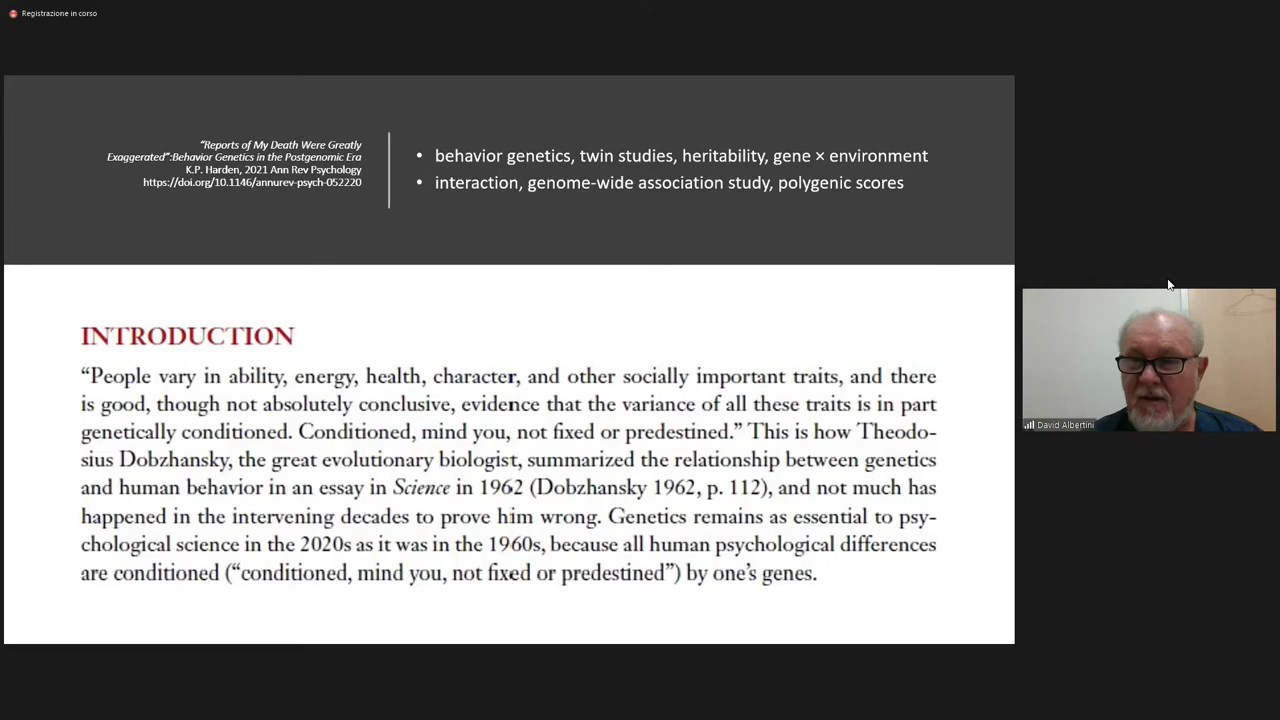 Registrazione in corso
“Reports of My Death Were Greatly
Exaggerated”:Behavior Genetics in the Postgenomic Era
K.P. Harden, 2021 Ann Rev Psychology
https://doi.org/10.1146/annurev-psych-052220
• behavior genetics, twin studies, heritability, gene × environment
• interaction, genome-wide association study, polygenic scores
INTRODUCTION
“People vary in ability, energy, health, character, and other socially important traits, and there
is good, though not absolutely conclusive, evidence that the variance of all these traits is in part
genetically conditioned. Conditioned, mind you, not fixed or predestined.” This is how Theodo-
sius Dobzhansky, the great evolutionary biologist, summarized the relationship between genetics
and human behavior in an essay in Science in 1962 (Dobzhansky 1962, p. 112), and not much has
happened in the intervening decades to prove him wrong. Genetics remains as essential to psy-
chological science in the 2020s as it was in the 1960s, because all human psychological differences
are conditioned (“conditioned, mind you, not fixed or predestined”) by one’s genes.
David Albertini